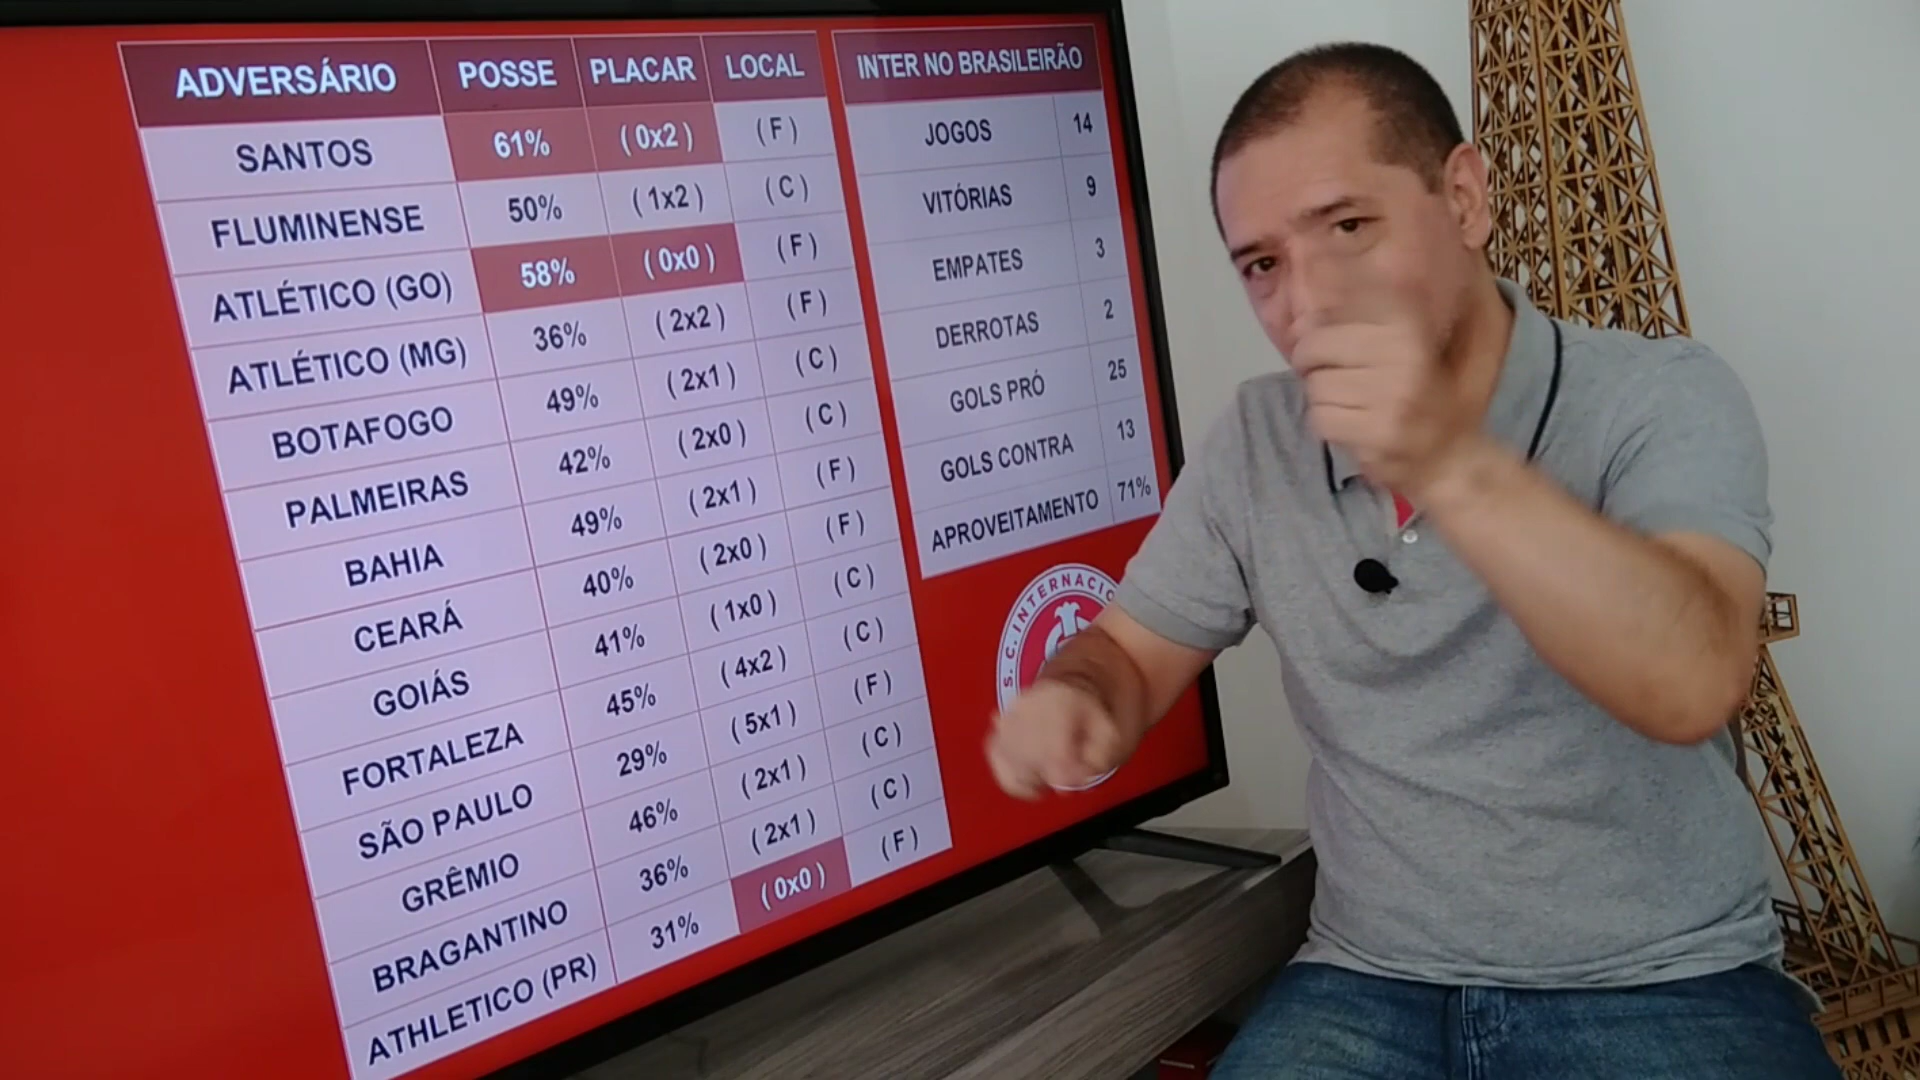 ADVERSÁRIO POSSE PLACAR LOCAL
SANTOS 61% ( 0x2 ) ( F )
FLUMINENSE 50% ( 1x2 ) ( C )
ATLÉTICO (GO) 58% ( 0x0 ) ( F )
ATLÉTICO (MG) 36% ( 2x2 ) ( F )
BOTAFOGO 49% ( 2x1 ) ( C )
PALMEIRAS 42% ( 2x0 ) ( C )
BAHIA 49% ( 2x1 ) ( F )
CEARÁ 40% ( 2x0 ) ( F )
GOIÁS 41% ( 1x0 ) ( C )
FORTALEZA 45% ( 4x2 ) ( C )
SÃO PAULO 29% ( 5x1 ) ( F )
GRÊMIO 46% ( 2x1 ) ( C )
BRAGANTINO 36% ( 2x1 ) ( C )
ATHLETICO (PR) 31% ( 0x0 ) ( F )
INTER NO BRASILEIRÃO
JOGOS 14
VITÓRIAS 9
EMPATES 3
DERROTAS 2
GOLS PRÓ 25
GOLS CONTRA 13
APROVEITAMENTO 71%
S. C. INTERNACIO